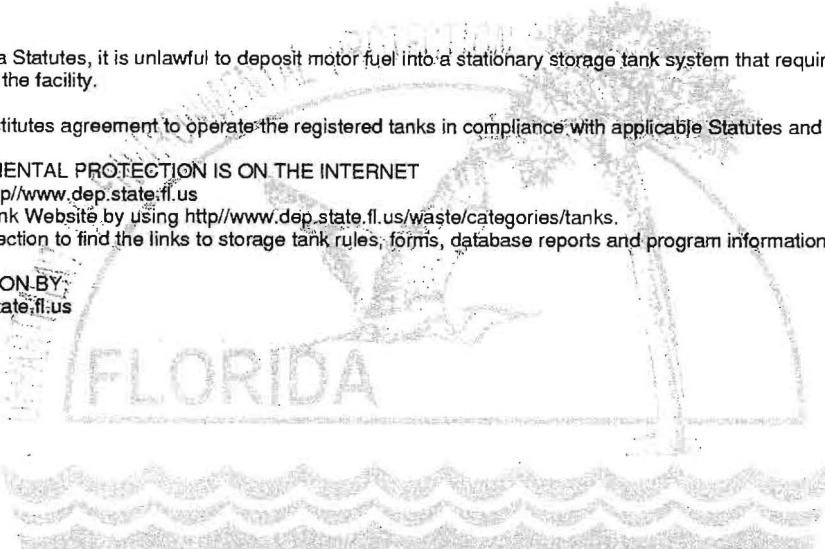 a Statutes, it is unlawful to deposit motor fuel into a stationary storage tank system that requir
the facility.
titutes agreement to operate the registered tanks in compliance with applicable Statutes and
MENTAL PROTECTION IS ON THE INTERNET
p//www.dep.state.fl.us
nk Website by using http//www.dep.state.fl.us/waste/categories/tanks.
ection to find the links to storage tank rules, forms, database reports and program information
ON BY:
tate.fl.us
FLORIDA